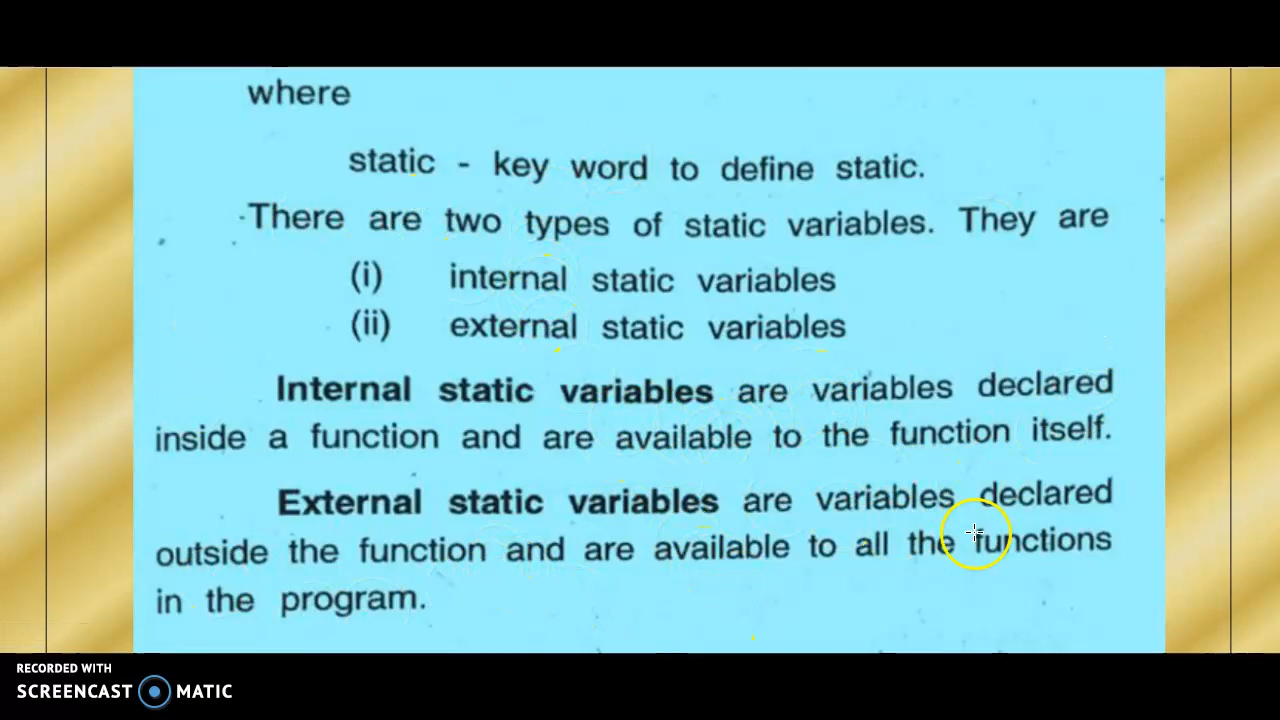 where
static - key word to define static.
There are two types of static variables. They are
(i) internal static variables
(ii) external static variables
Internal static variables are variables declared
inside a function and are available to the function itself.
External static variables are variables declared
outside the function and are available to all the functions
in the program.
RECORDED WITH
SCREENCAST MATIC